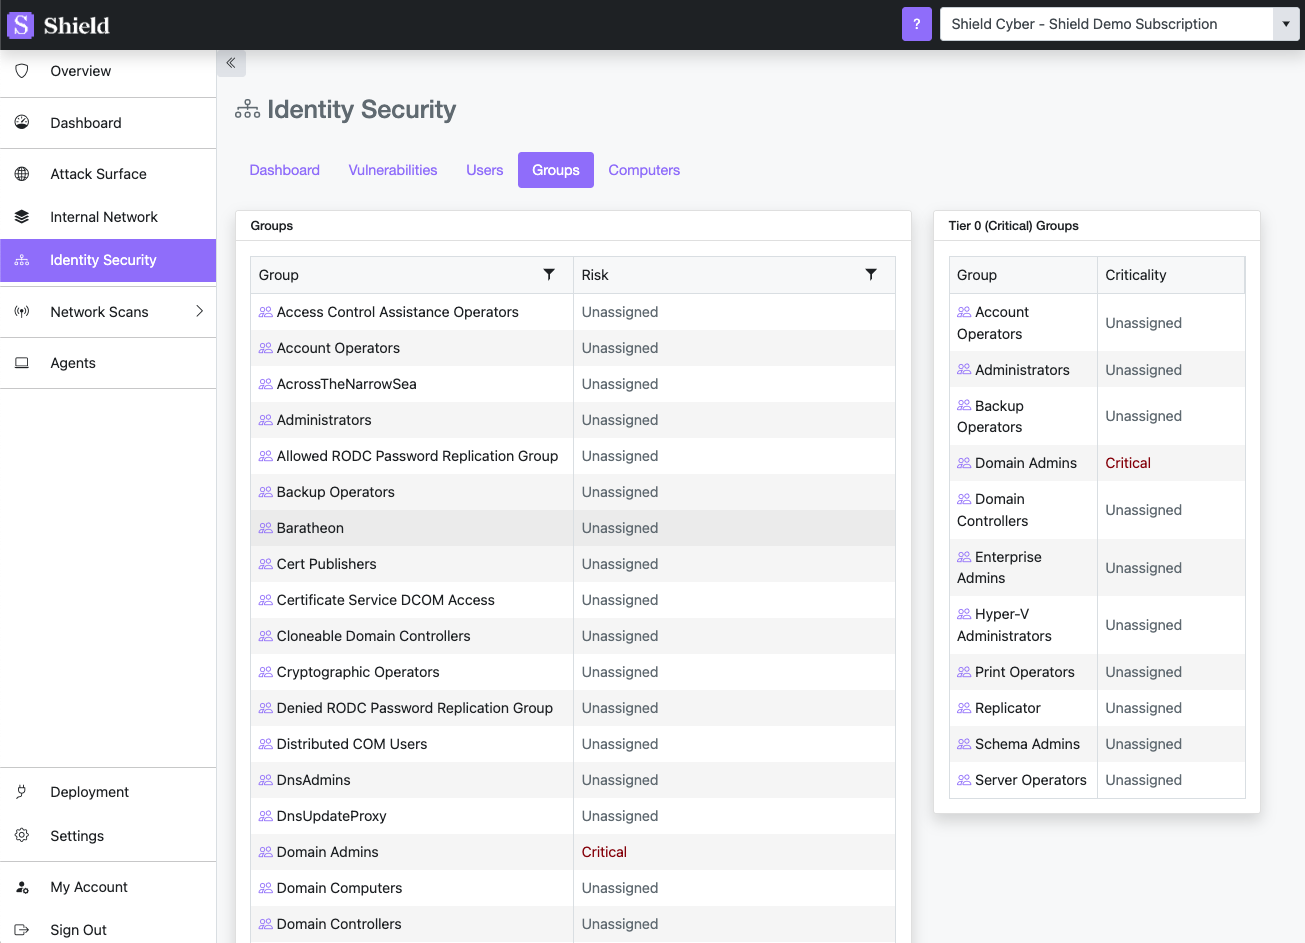 S Shield
?
Shield Cyber - Shield Demo Subscription
Overview
Dashboard
Attack Surface
Internal Network
Identity Security
Network Scans
Agents
Deployment
Settings
My Account
Sign Out
Identity Security
Dashboard Vulnerabilities Users Groups Computers
Groups
Group Risk
Access Control Assistance Operators Unassigned
Account Operators Unassigned
AcrossTheNarrowSea Unassigned
Administrators Unassigned
Allowed RODC Password Replication Group Unassigned
Backup Operators Unassigned
Baratheon Unassigned
Cert Publishers Unassigned
Certificate Service DCOM Access Unassigned
Cloneable Domain Controllers Unassigned
Cryptographic Operators Unassigned
Denied RODC Password Replication Group Unassigned
Distributed COM Users Unassigned
DnsAdmins Unassigned
DnsUpdateProxy Unassigned
Domain Admins Critical
Domain Computers Unassigned
Domain Controllers Unassigned
Tier 0 (Critical) Groups
Group Criticality
Account
Operators Unassigned
Administrators Unassigned
Backup
Operators Unassigned
Domain Admins Critical
Domain
Controllers Unassigned
Enterprise
Admins Unassigned
Hyper-V
Administrators Unassigned
Print Operators Unassigned
Replicator Unassigned
Schema Admins Unassigned
Server Operators Unassigned